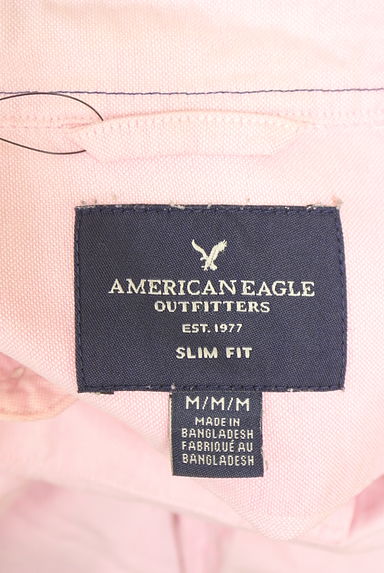 AMERICAN EAGLE
OUTFITTERS
EST. 1977
SLIM FIT
M/M/M
MADE IN
BANGLADESH
FABRIQUÉ AU
BANGLADESH